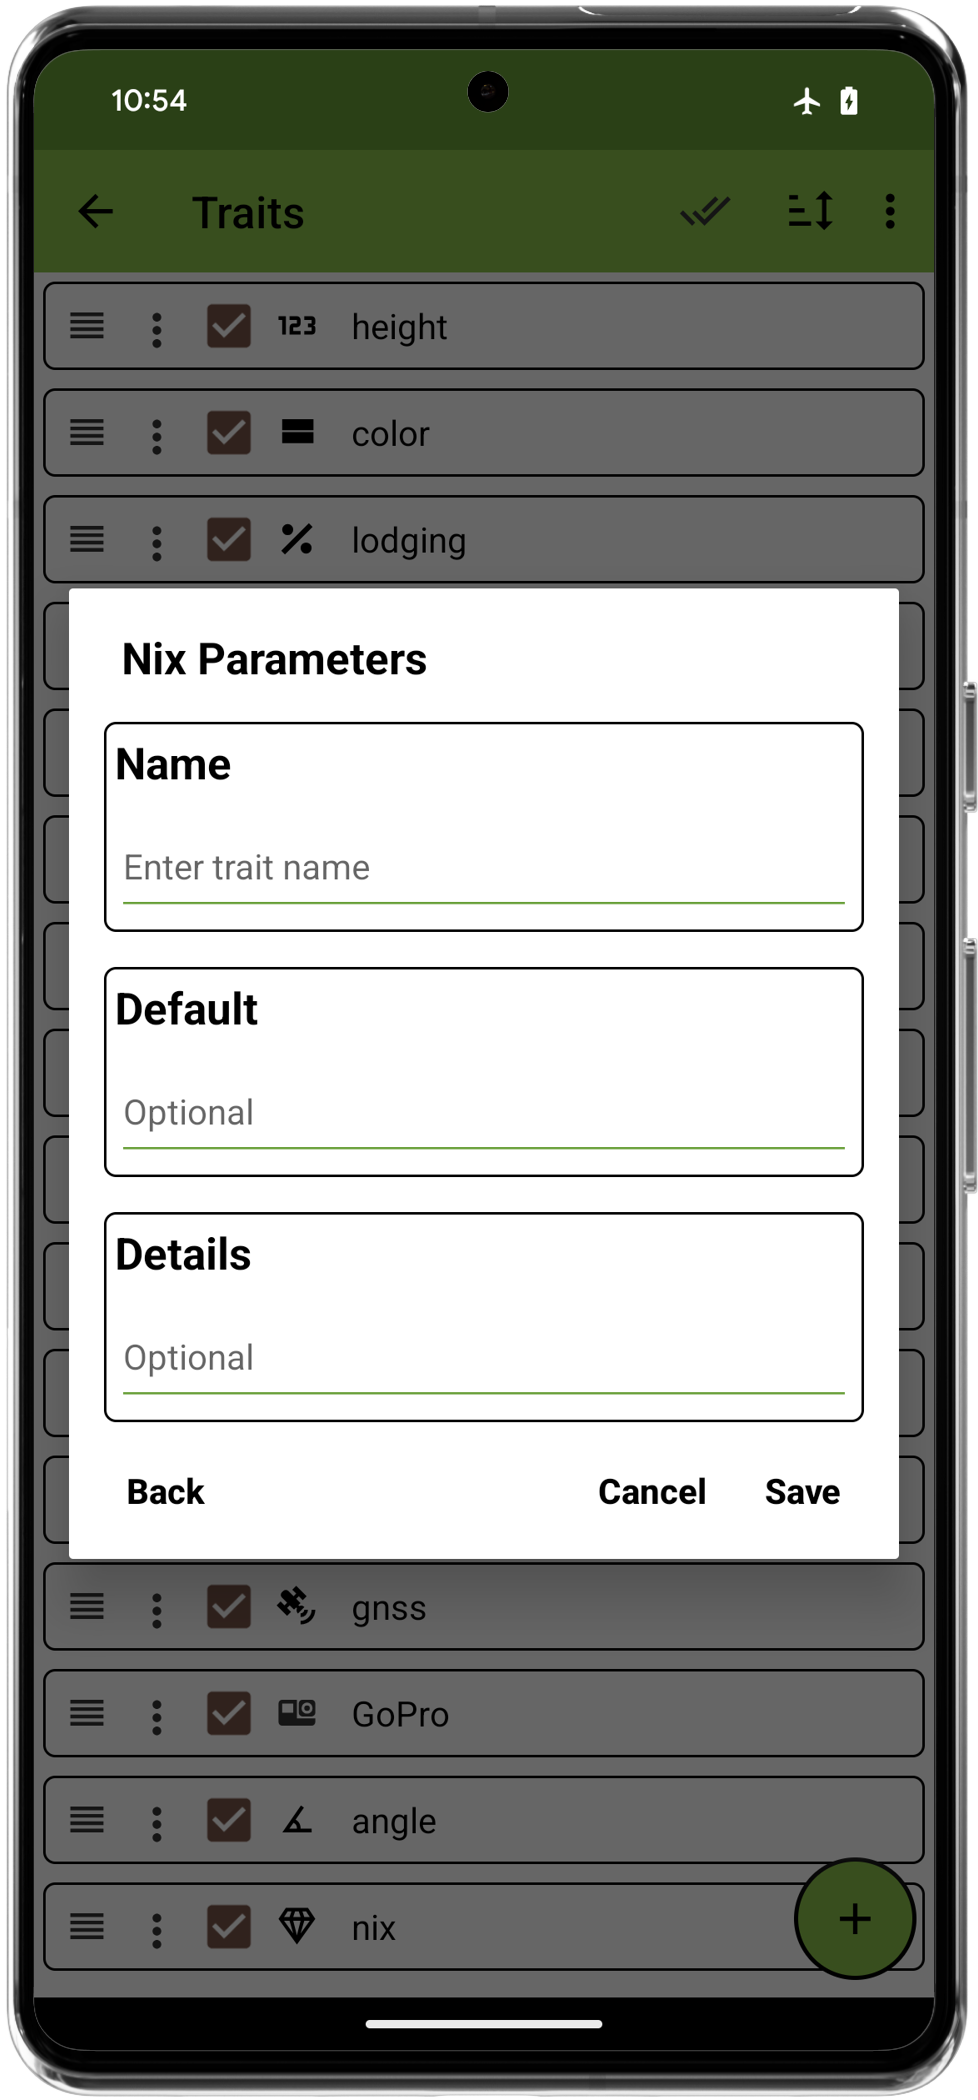 10:54
Traits
123 height
color
% lodging
Nix Parameters
Name
Enter trait name
Default
Optional
Details
Optional
Back Cancel Save
gnss
GoPro
angle
nix
+